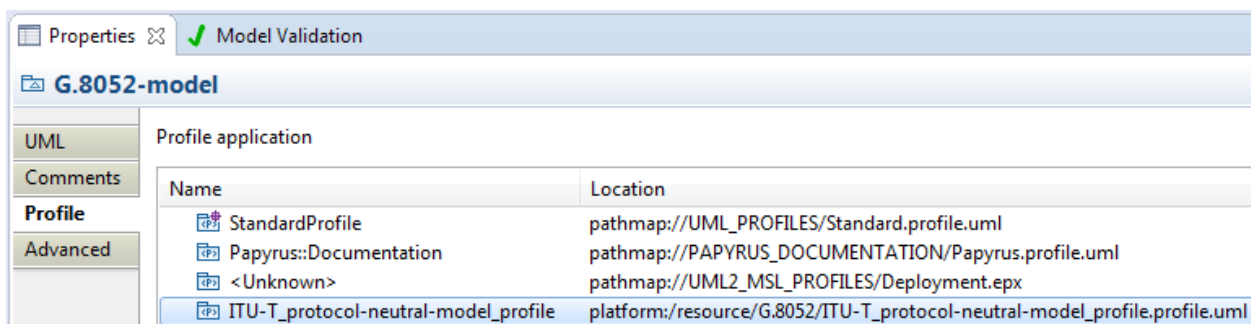 Properties Model Validation
G.8052-model
UML
Comments
Profile
Advanced
Profile application
Name Location
StandardProfile pathmap://UML_PROFILES/Standard.profile.uml
Papyrus::Documentation pathmap://PAPYRUS_DOCUMENTATION/Papyrus.profile.uml
<Unknown> pathmap://UML2_MSL_PROFILES/Deployment.epx
ITU-T_protocol-neutral-model_profile platform:/resource/G.8052/ITU-T_protocol-neutral-model_profile.profile.uml